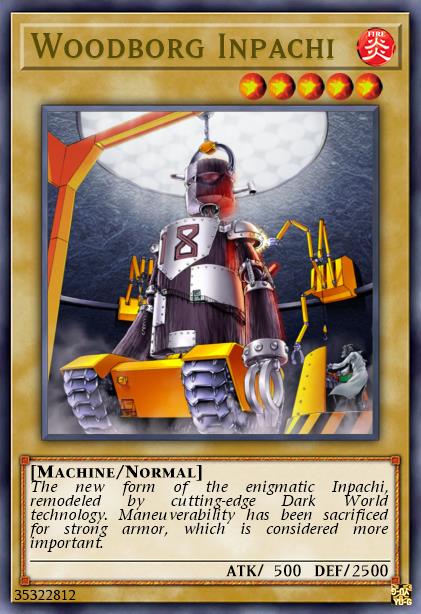 Woodborg Inpachi
FIRE
炎
18
[Machine/Normal]
The new form of the enigmatic Inpachi,
remodeled by cutting-edge Dark World
technology. Maneuverability has been sacrificed
for strong armor, which is considered more
important.
ATK/ 500 DEF/2500
35322812